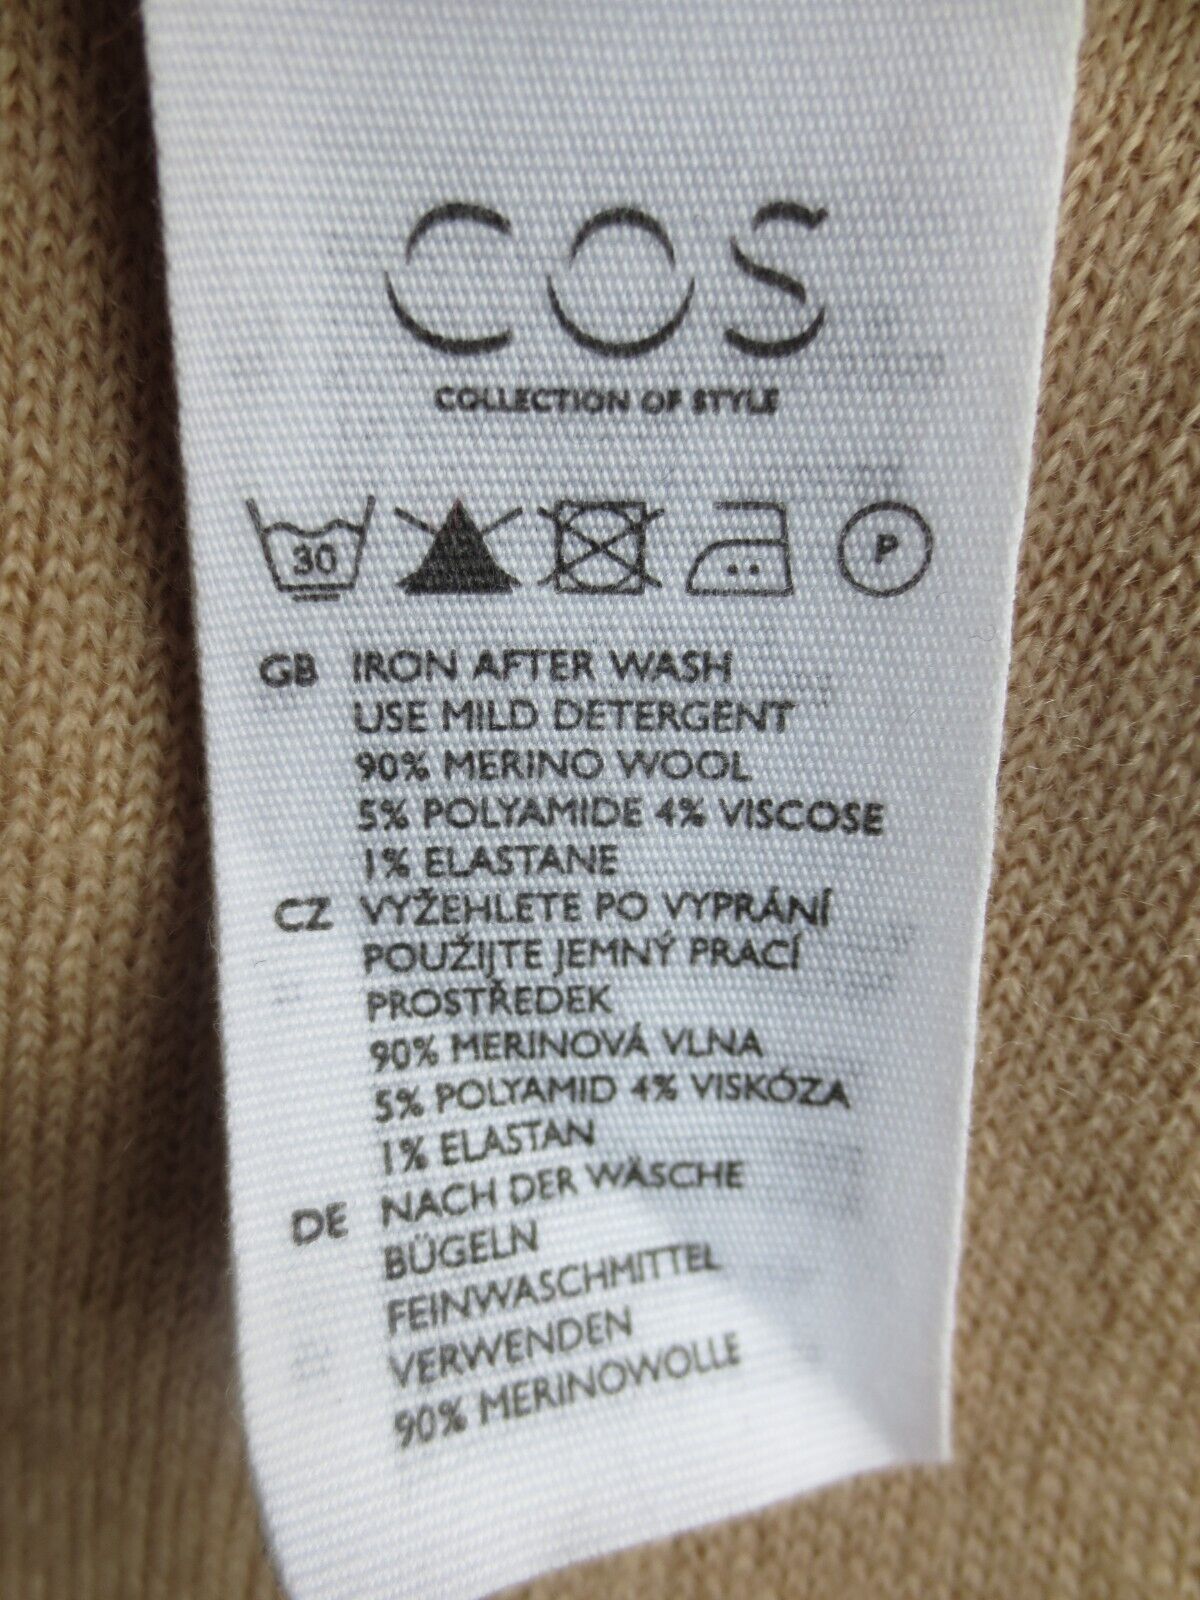 COS
COLLECTION OF STYLE
30 P
GB IRON AFTER WASH
USE MILD DETERGENT
90% MERINO WOOL
5% POLYAMIDE 4% VISCOSE
1% ELASTANE
CZ VYŽEHLETE PO VYPRÁNÍ
POUŽIJTE JEMNÝ PRACÍ
PROSTŘEDEK
90% MERINOVÁ VLNA
5% POLYAMID 4% VISKÓZA
1% ELASTAN
DE NACH DER WÄSCHE
BÜGELN
FEINWASCHMITTEL
VERWENDEN
90% MERINOWOLLE